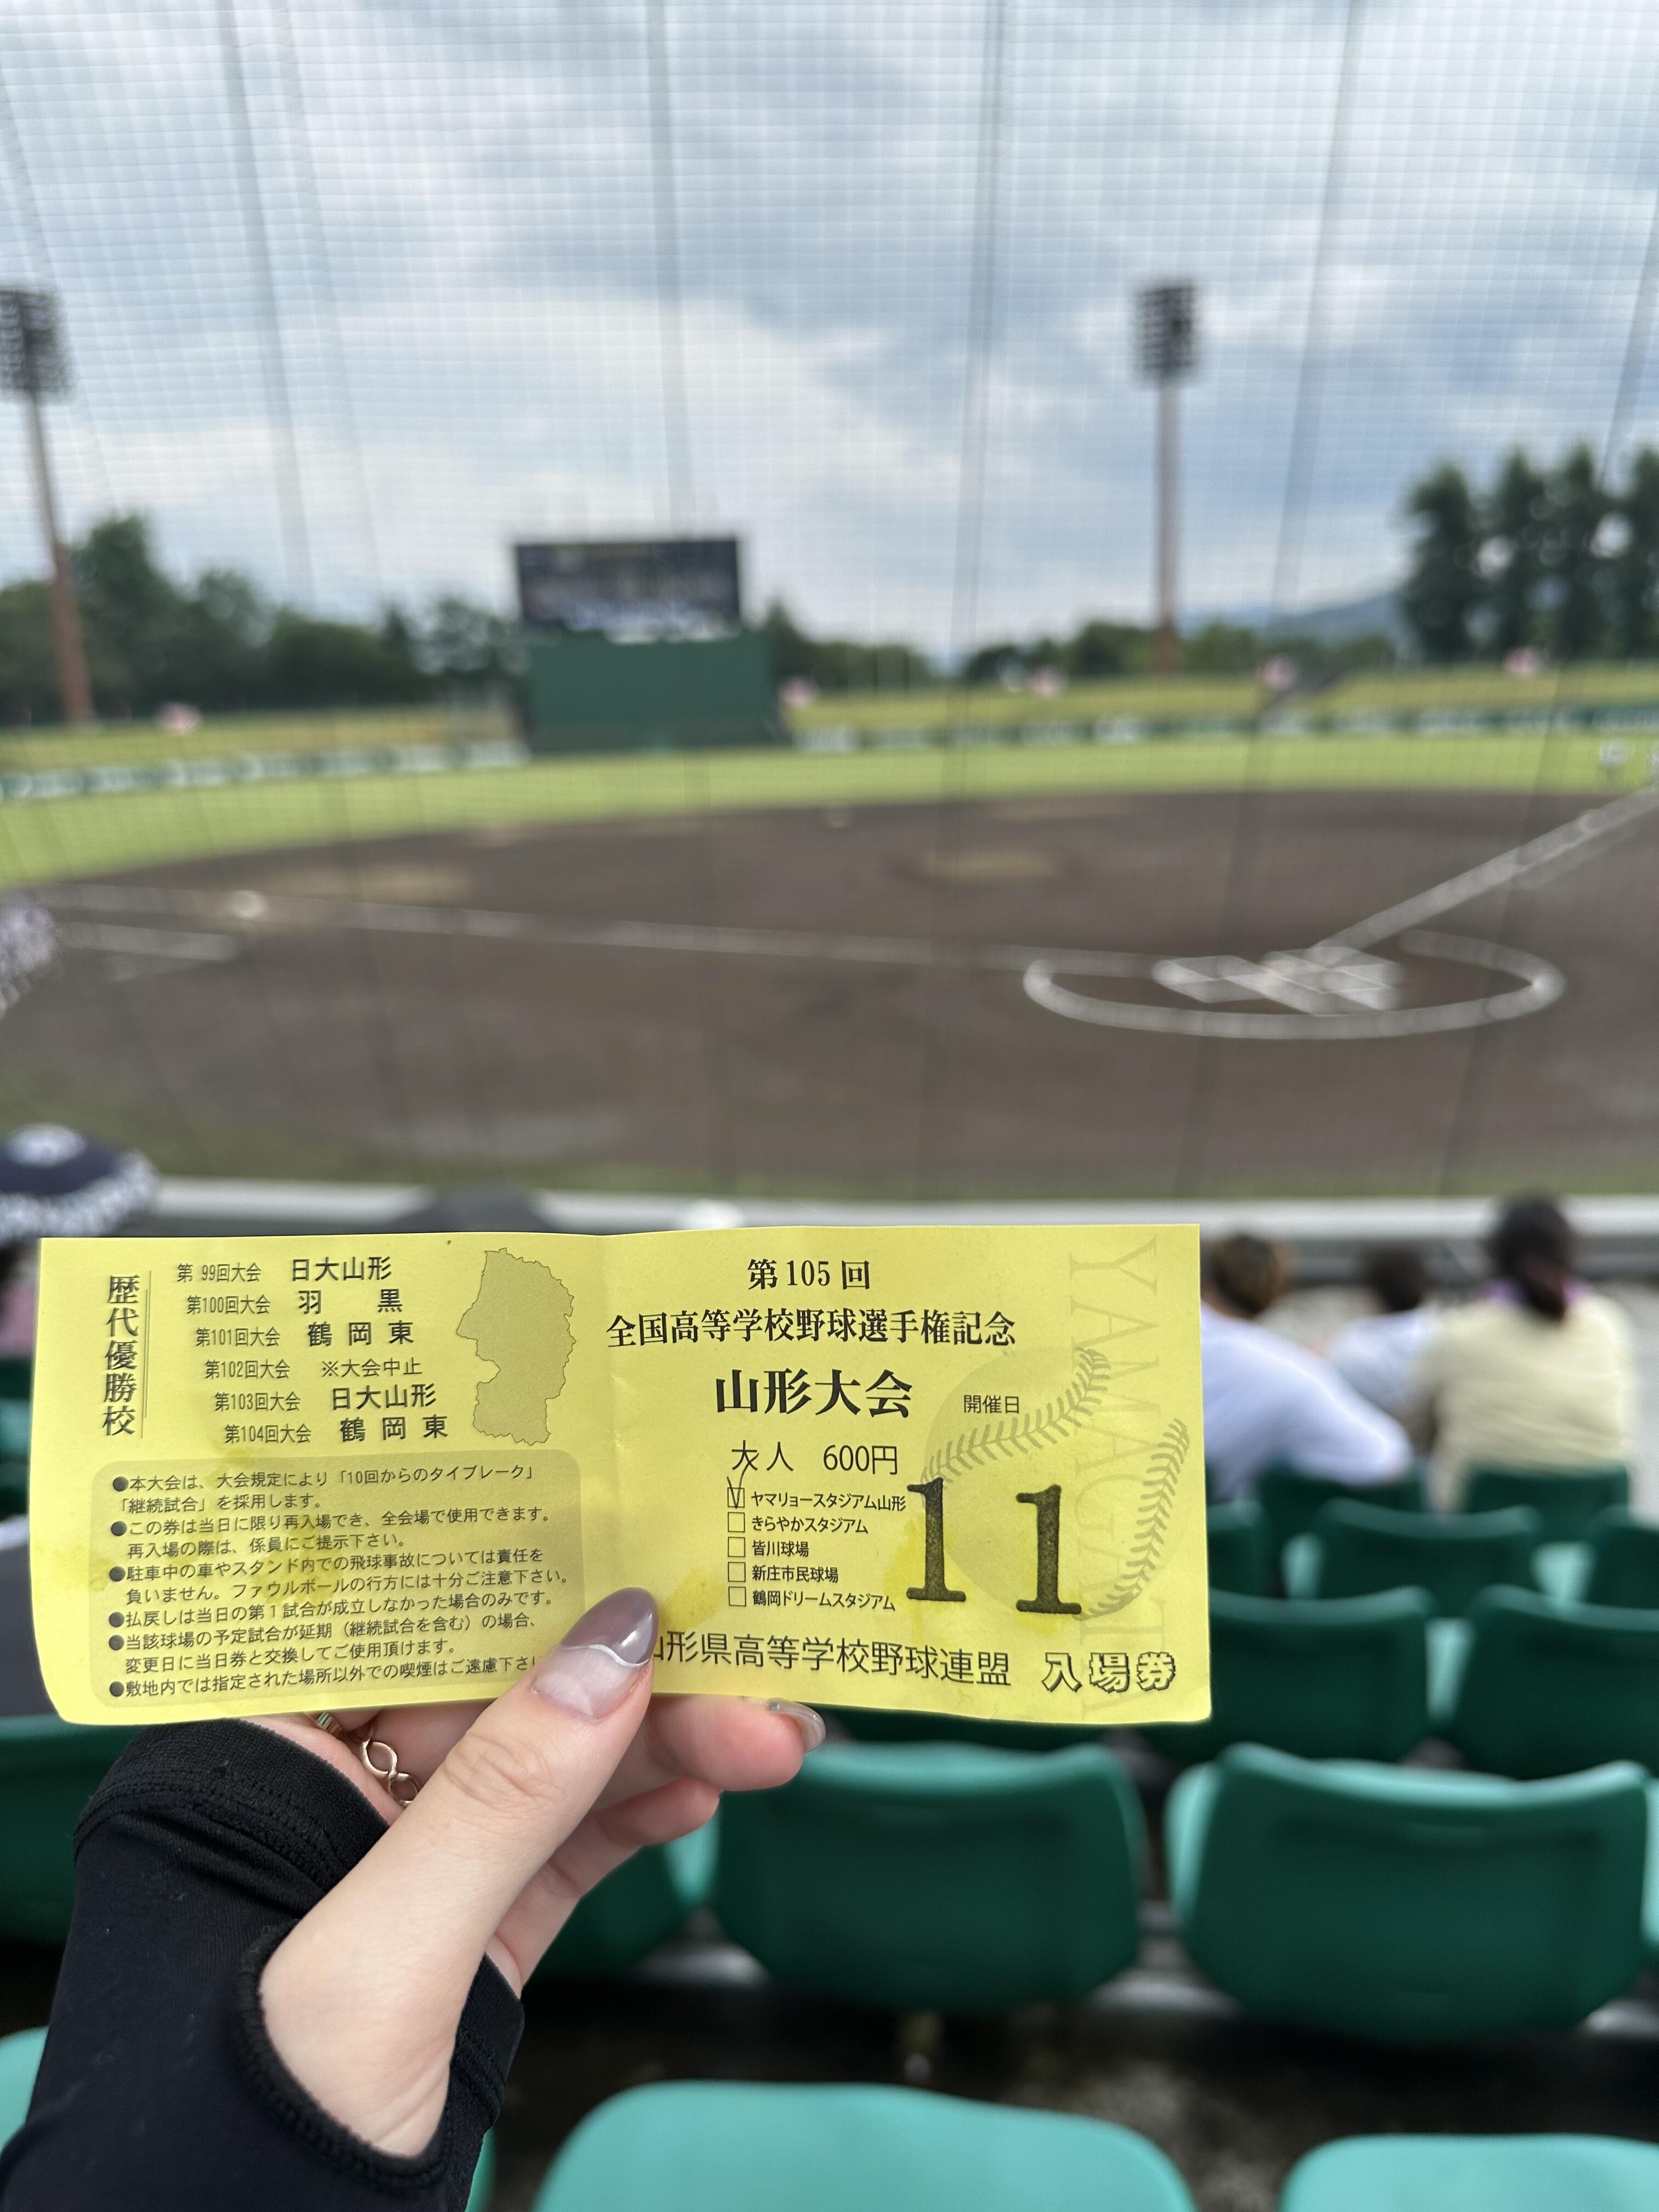 歴代優勝校
第 99回大会 日大山形
第100回大会 羽 黒
第101回大会 鶴岡東
第102回大会 ※大会中止
第103回大会 日大山形
第104回大会 鶴岡東
●本大会は、大会規定により「10回からのタイブレーク」
「継続試合」を採用します。
●この券は当日に限り再入場でき、全会場で使用できます。
再入場の際は、係員にご提示下さい。
●駐車中の車やスタンド内での飛球事故については責任を
負いません。ファウルボールの行方には十分ご注意下さい。
●払戻しは当日の第1試合が成立しなかった場合のみです。
●当該球場の予定試合が延期（継続試合を含む）の場合、
変更日に当日券と交換してご使用頂けます。
●敷地内では指定された場所以外での喫煙はご遠慮下さい
第105回
全国高等学校野球選手権記念
山形大会
開催日
大人 600円
ヤマリョースタジアム山形
きらやかスタジアム
皆川球場
新庄市民球場
鶴岡ドリームスタジアム
11
山形県高等学校野球連盟 入場券
YAMAGATA